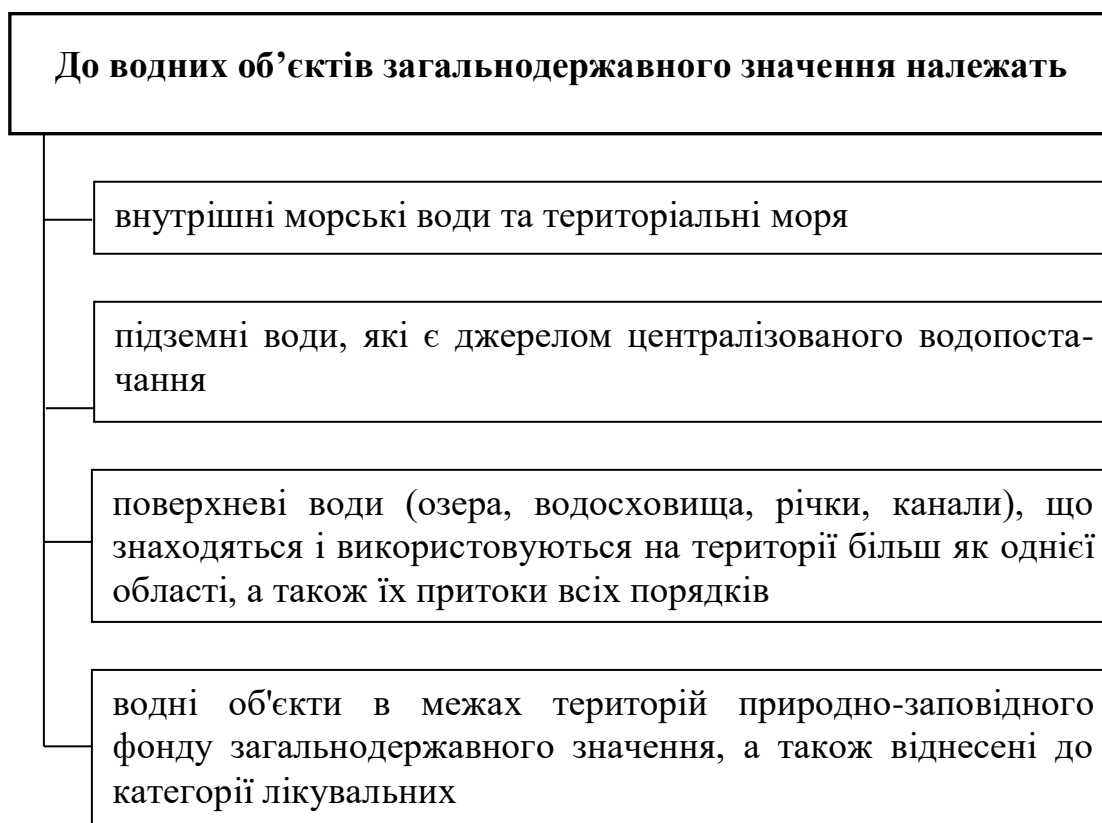 До водних об’єктів загальнодержавного значення належать
внутрішні морські води та територіальні моря
підземні води, які є джерелом централізованого водопоста-
чання
поверхневі води (озера, водосховища, річки, канали), що
знаходяться і використовуються на території більш як однієї
області, а також їх притоки всіх порядків
водні об'єкти в межах територій природно-заповідного
фонду загальнодержавного значення, а також віднесені до
категорії лікувальних